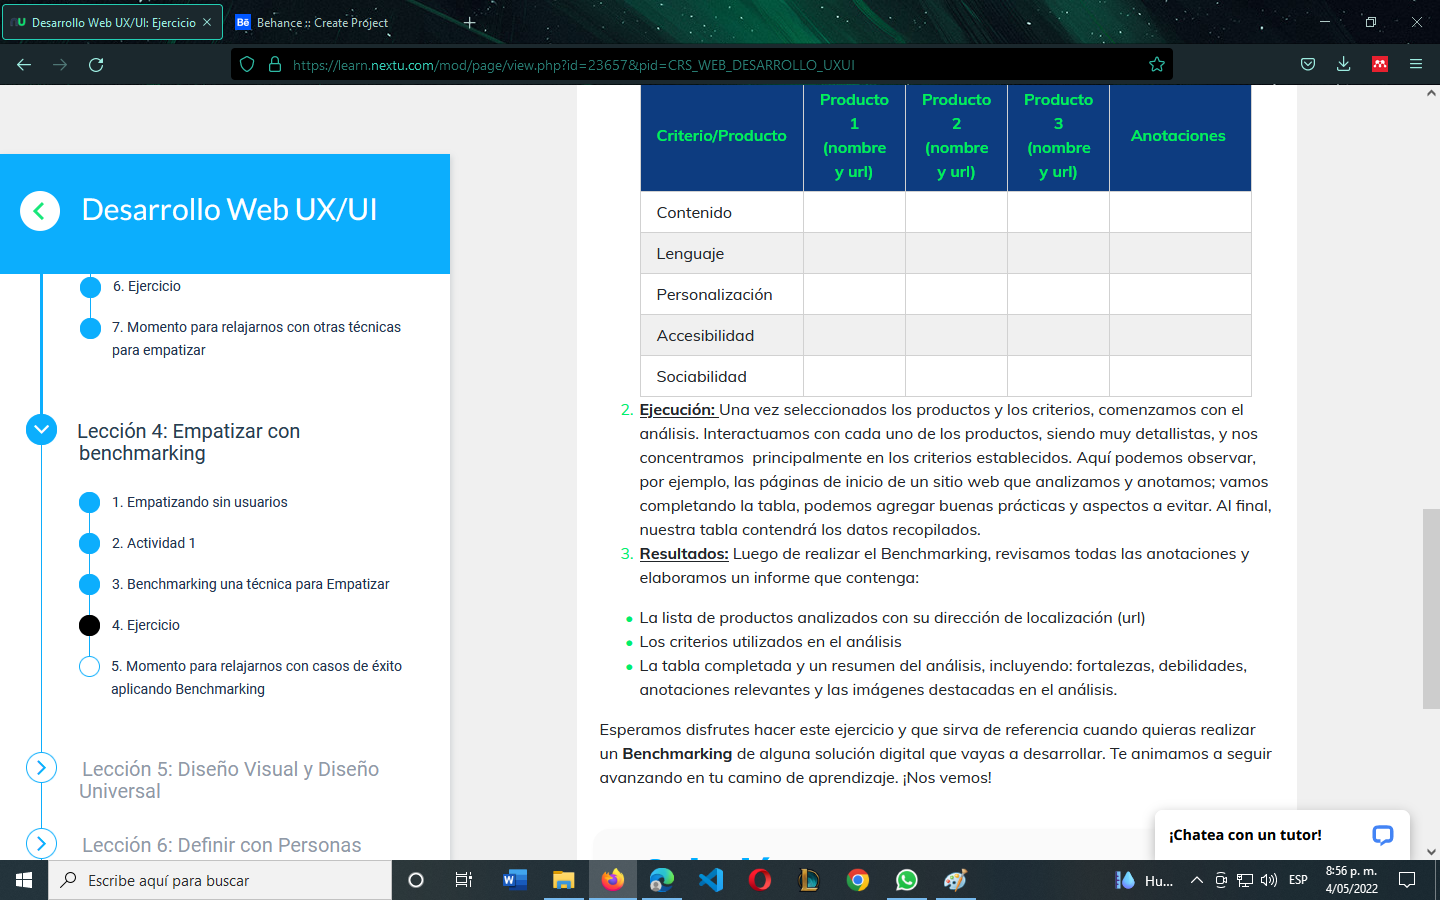 Desarrollo Web UX/UI: Ejercicio
Behance :: Create Project
https://learn.nextu.com/mod/page/view.php?id=23657&pid=CRS_WEB_DESARROLLO_UXUI
Desarrollo Web UX/UI
6. Ejercicio
7. Momento para relajarnos con otras técnicas
para empatizar
Lección 4: Empatizar con
benchmarking
1. Empatizando sin usuarios
2. Actividad 1
3. Benchmarking una técnica para Empatizar
4. Ejercicio
5. Momento para relajarnos con casos de éxito
aplicando Benchmarking
Lección 5: Diseño Visual y Diseño
Universal
Lección 6: Definir con Personas
Criterio/Producto
Producto
1
(nombre
y url)
Producto
2
(nombre
y url)
Producto
3
(nombre
y url)
Anotaciones
Contenido
Lenguaje
Personalización
Accesibilidad
Sociabilidad
2. Ejecución: Una vez seleccionados los productos y los criterios, comenzamos con el
análisis. Interactuamos con cada uno de los productos, siendo muy detallistas, y nos
concentramos  principalmente en los criterios establecidos. Aquí podemos observar,
por ejemplo, las páginas de inicio de un sitio web que analizamos y anotamos; vamos
completando la tabla, podemos agregar buenas prácticas y aspectos a evitar. Al final,
nuestra tabla contendrá los datos recopilados.
3. Resultados: Luego de realizar el Benchmarking, revisamos todas las anotaciones y
elaboramos un informe que contenga:
• La lista de productos analizados con su dirección de localización (url)
• Los criterios utilizados en el análisis
• La tabla completada y un resumen del análisis, incluyendo: fortalezas, debilidades,
anotaciones relevantes y las imágenes destacadas en el análisis.
Esperamos disfrutes hacer este ejercicio y que sirva de referencia cuando quieras realizar
un Benchmarking de alguna solución digital que vayas a desarrollar. Te animamos a seguir
avanzando en tu camino de aprendizaje. ¡Nos vemos!
¡Chatea con un tutor!
Escribe aquí para buscar
Hu...
ESP
8:56 p. m.
4/05/2022